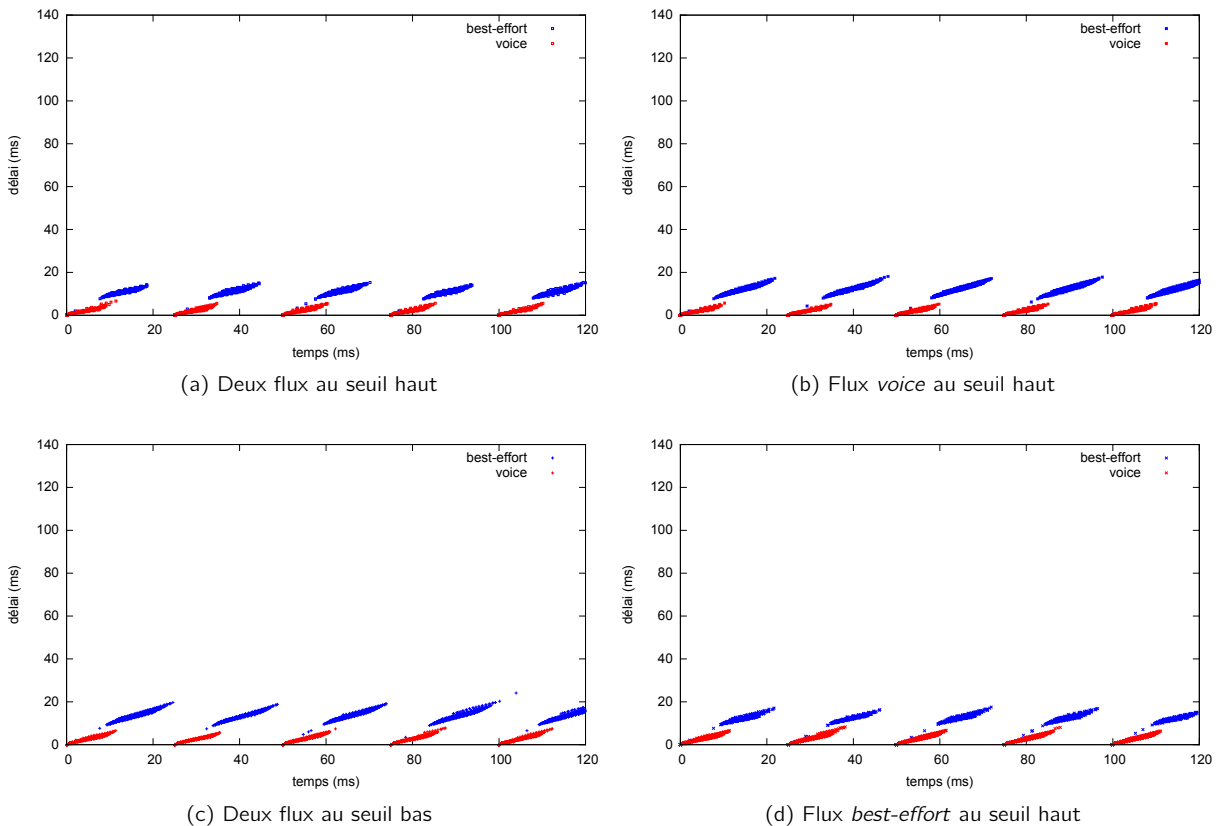 140
120
100
80
60
40
20
0
délai (ms)
best-effort
voice
0 20 40 60 80 100 120
temps (ms)
(a) Deux flux au seuil haut
140
120
100
80
60
40
20
0
délai (ms)
best-effort
voice
0 20 40 60 80 100 120
temps (ms)
(b) Flux voice au seuil haut
140
120
100
80
60
40
20
0
délai (ms)
best-effort
voice
0 20 40 60 80 100 120
temps (ms)
(c) Deux flux au seuil bas
140
120
100
80
60
40
20
0
délai (ms)
best-effort
voice
0 20 40 60 80 100 120
temps (ms)
(d) Flux best-effort au seuil haut